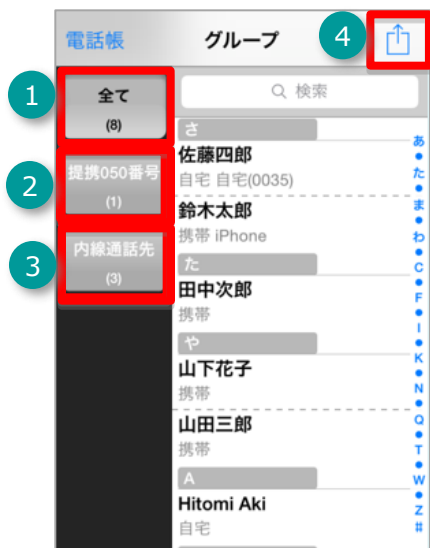 電話帳
グループ
4
1
全て
(8)
検索
2
提携050番号
(1)
3
内線通話先
(3)
さ
佐藤四郎
自宅 自宅(0035)
鈴木太郎
携帯 iPhone
た
田中次郎
携帯
や
山下花子
携帯
山田三郎
携帯
A
Hitomi Aki
自宅
あ
た
ま
わ
C
F
I
K
N
Q
T
W
Z
#